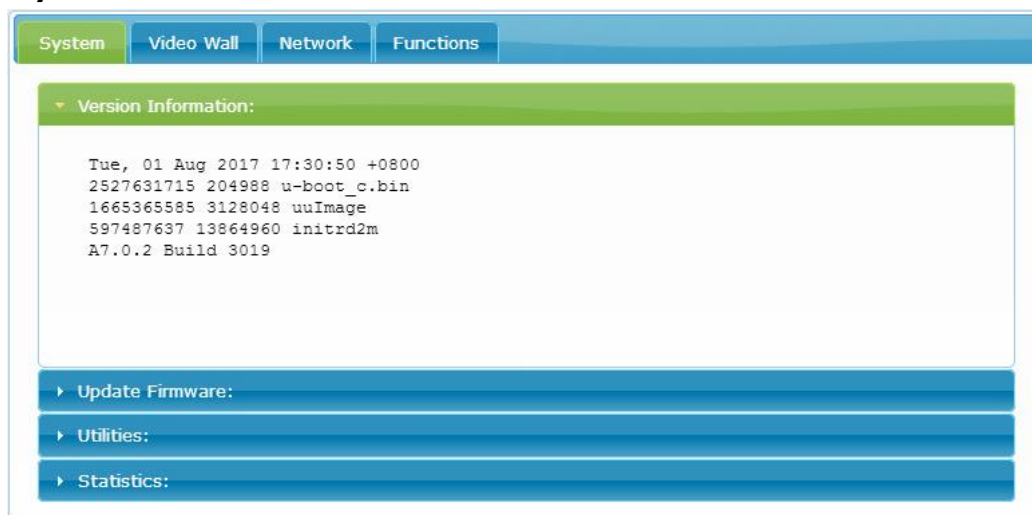 System Video Wall Network Functions
Version Information:
Tue, 01 Aug 2017 17:30:50 +0800
2527631715 204988 u-boot_c.bin
1665365585 3128048 uuImage
597487637 13864960 initrd2m
A7.0.2 Build 3019
Update Firmware:
Utilities:
Statistics: